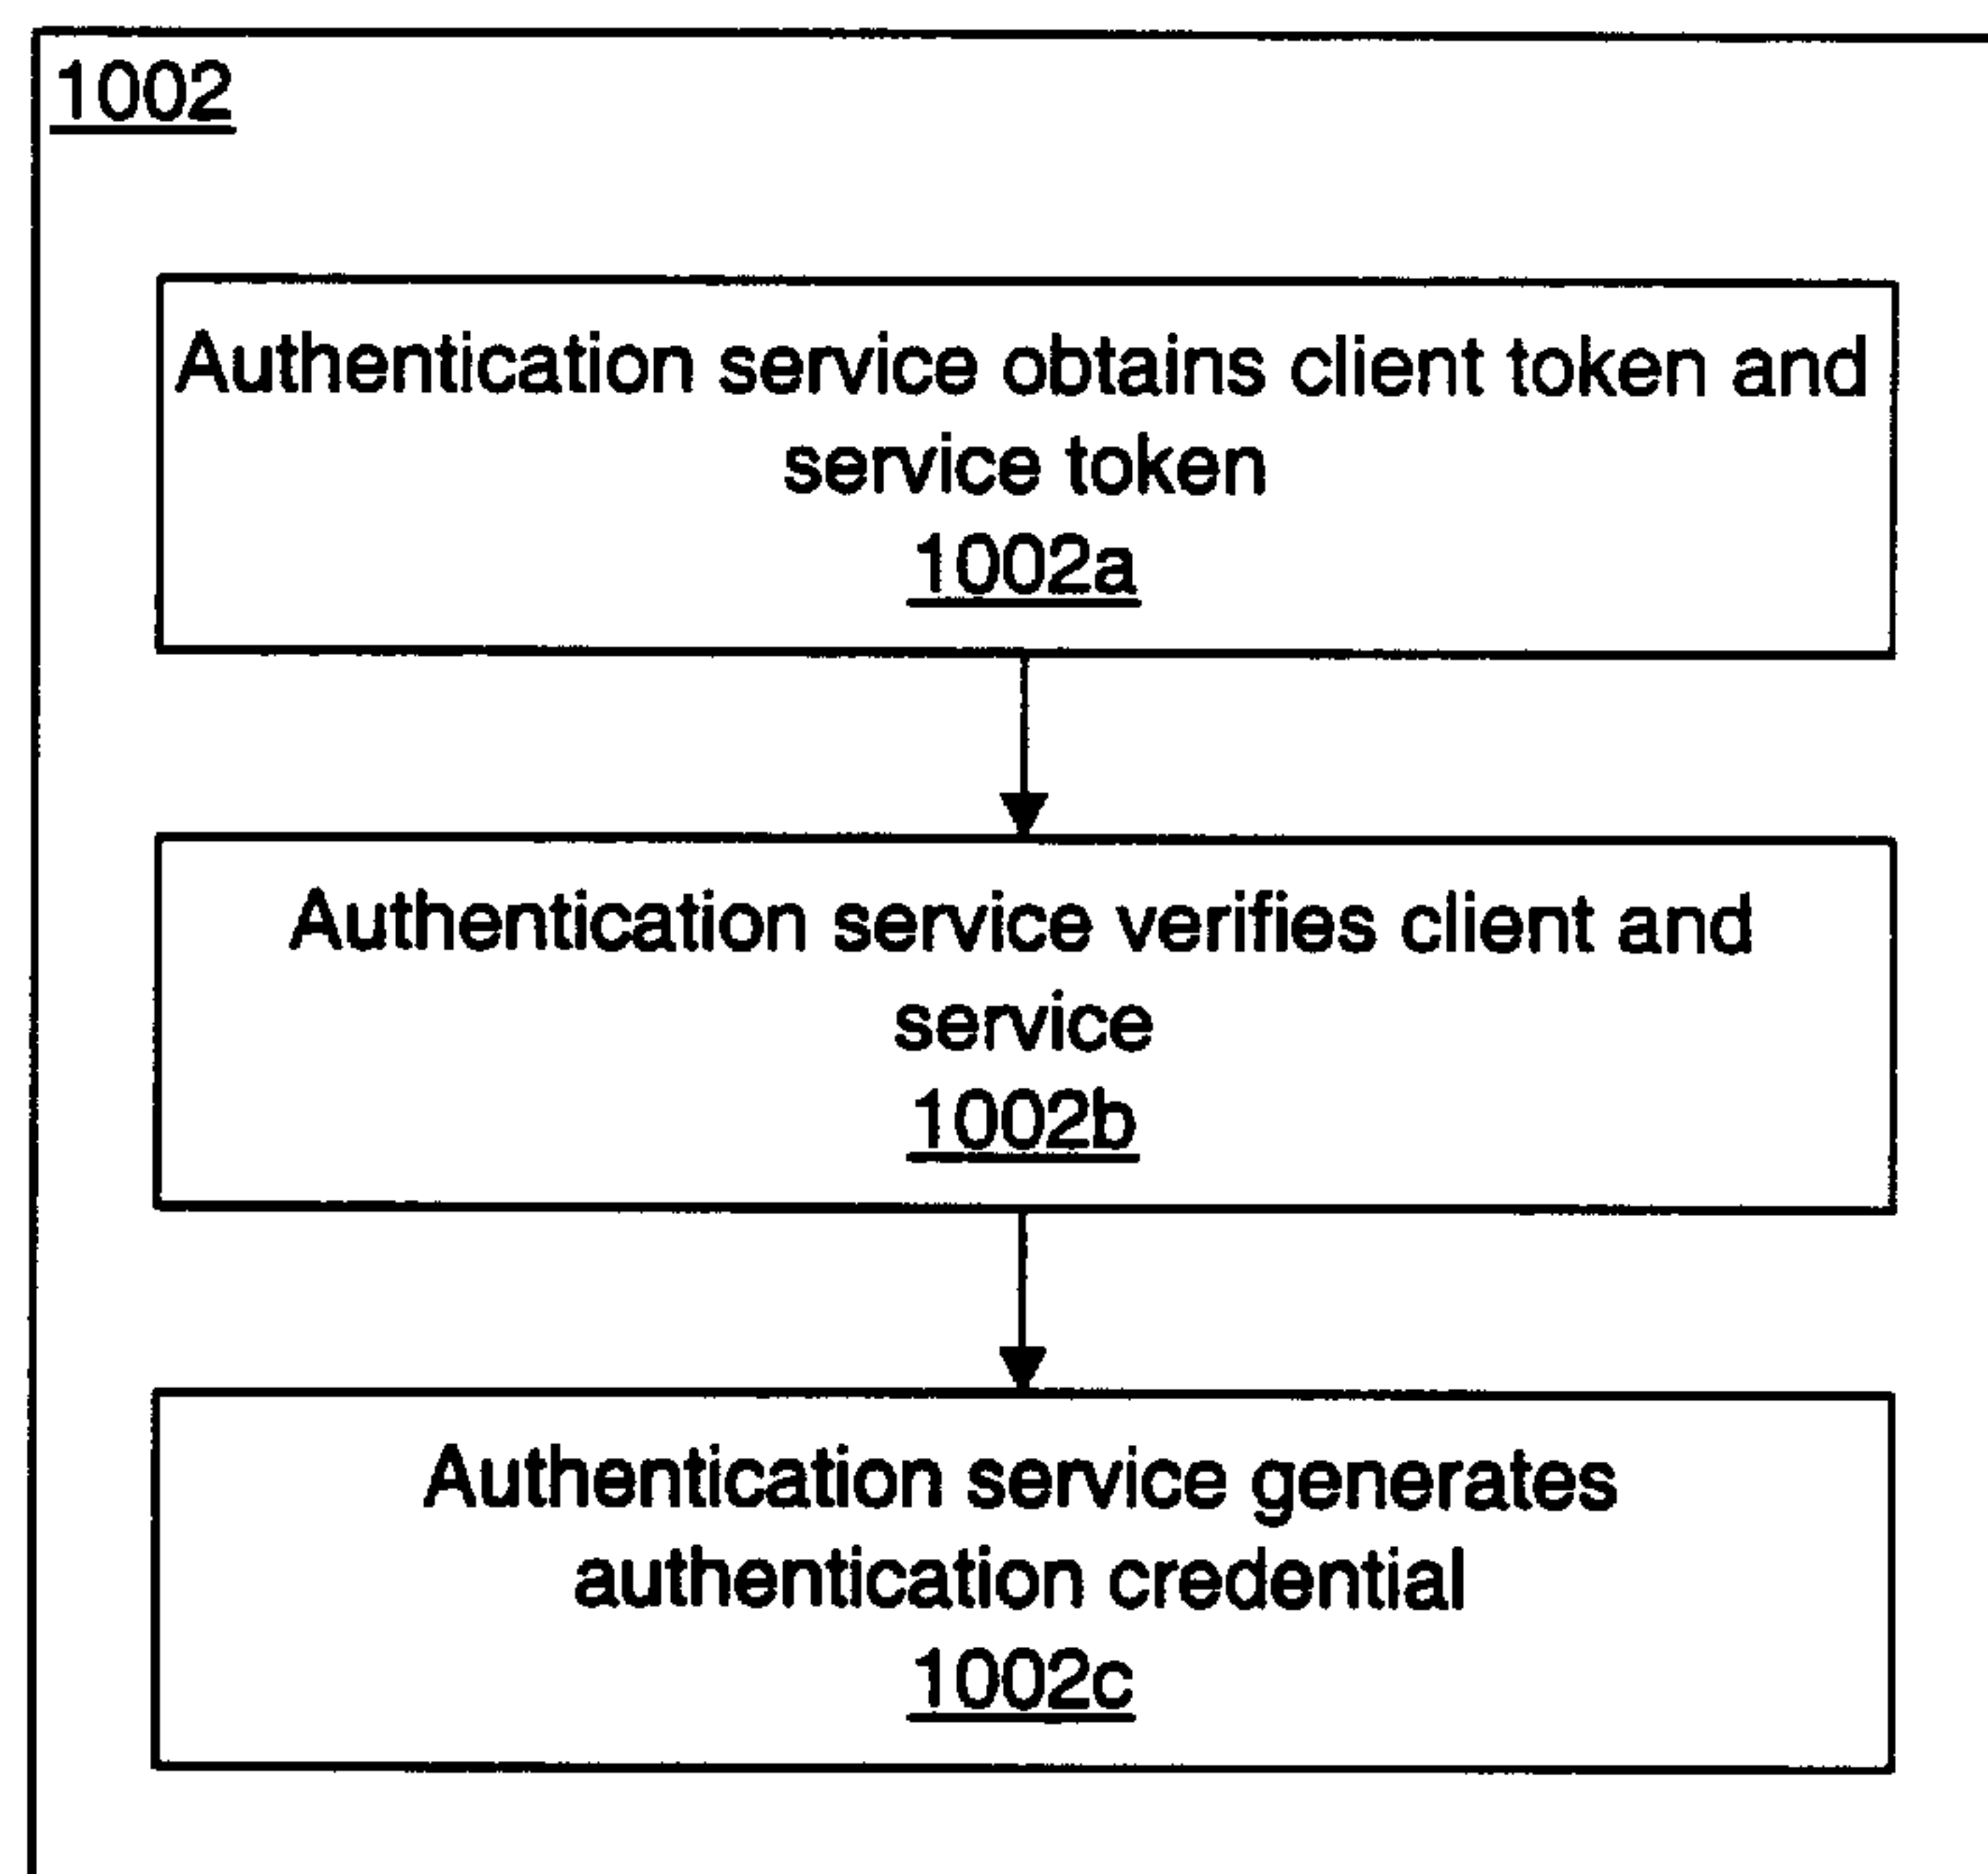 1002
Authentication service obtains client token and
service token
1002a
Authentication service verifies client and
service
1002b
Authentication service generates
authentication credential
1002c